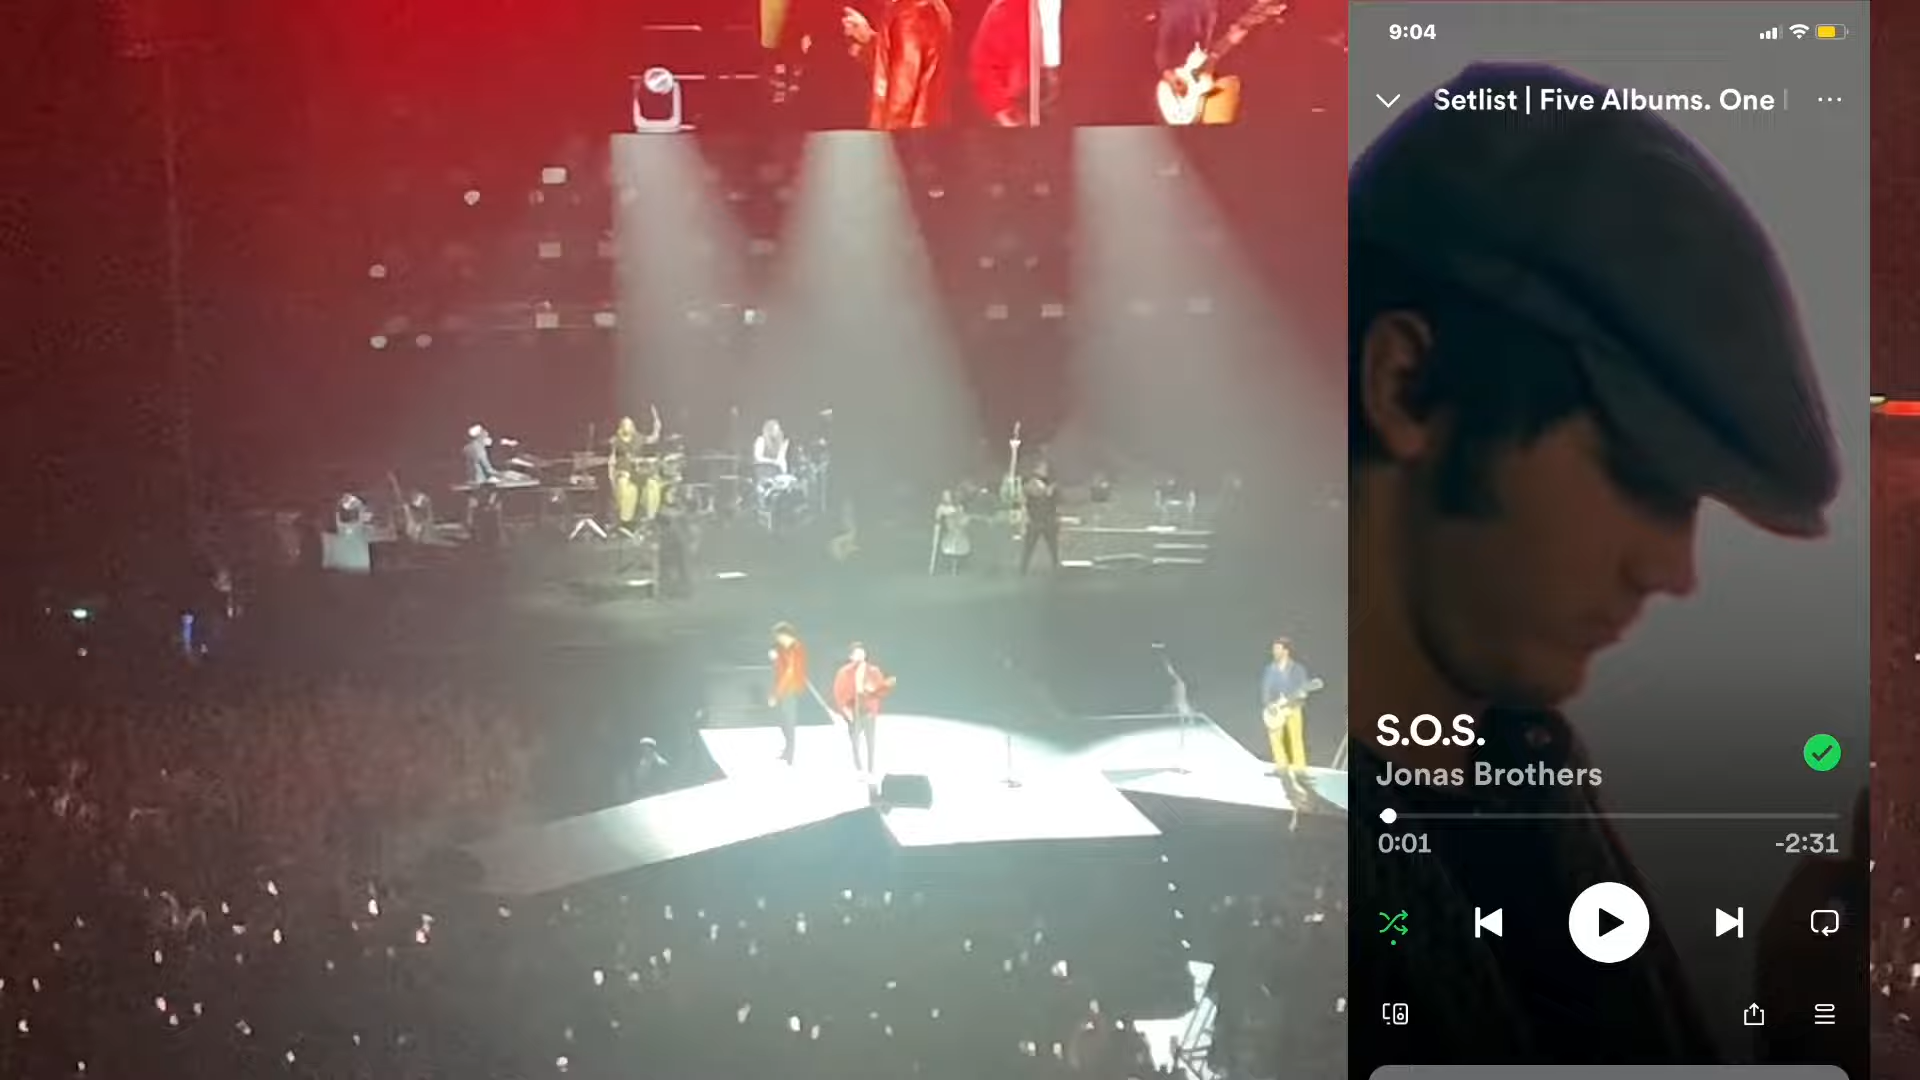 9:04
Setlist | Five Albums. One
S.O.S.
Jonas Brothers
0:01
-2:31